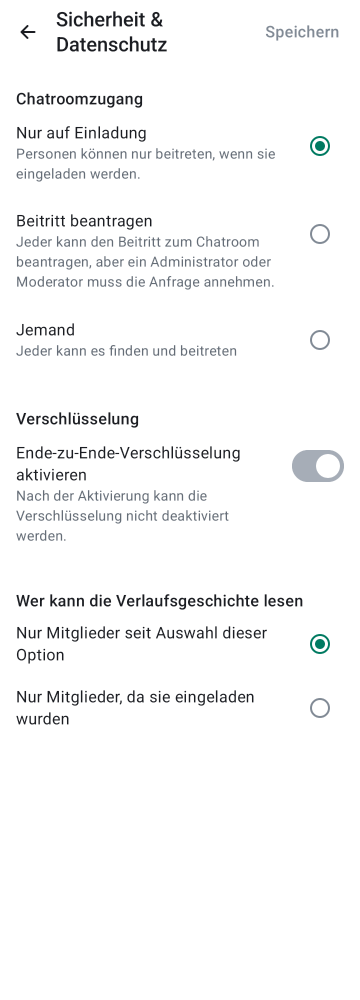 Sicherheit &
Datenschutz
Speichern
Chatroomzugang
Nur auf Einladung
Personen können nur beitreten, wenn sie
eingeladen werden.
Beitritt beantragen
Jeder kann den Beitritt zum Chatroom
beantragen, aber ein Administrator oder
Moderator muss die Anfrage annehmen.
Jemand
Jeder kann es finden und beitreten
Verschlüsselung
Ende-zu-Ende-Verschlüsselung
aktivieren
Nach der Aktivierung kann die
Verschlüsselung nicht deaktiviert
werden.
Wer kann die Verlaufsgeschichte lesen
Nur Mitglieder seit Auswahl dieser
Option
Nur Mitglieder, da sie eingeladen
wurden